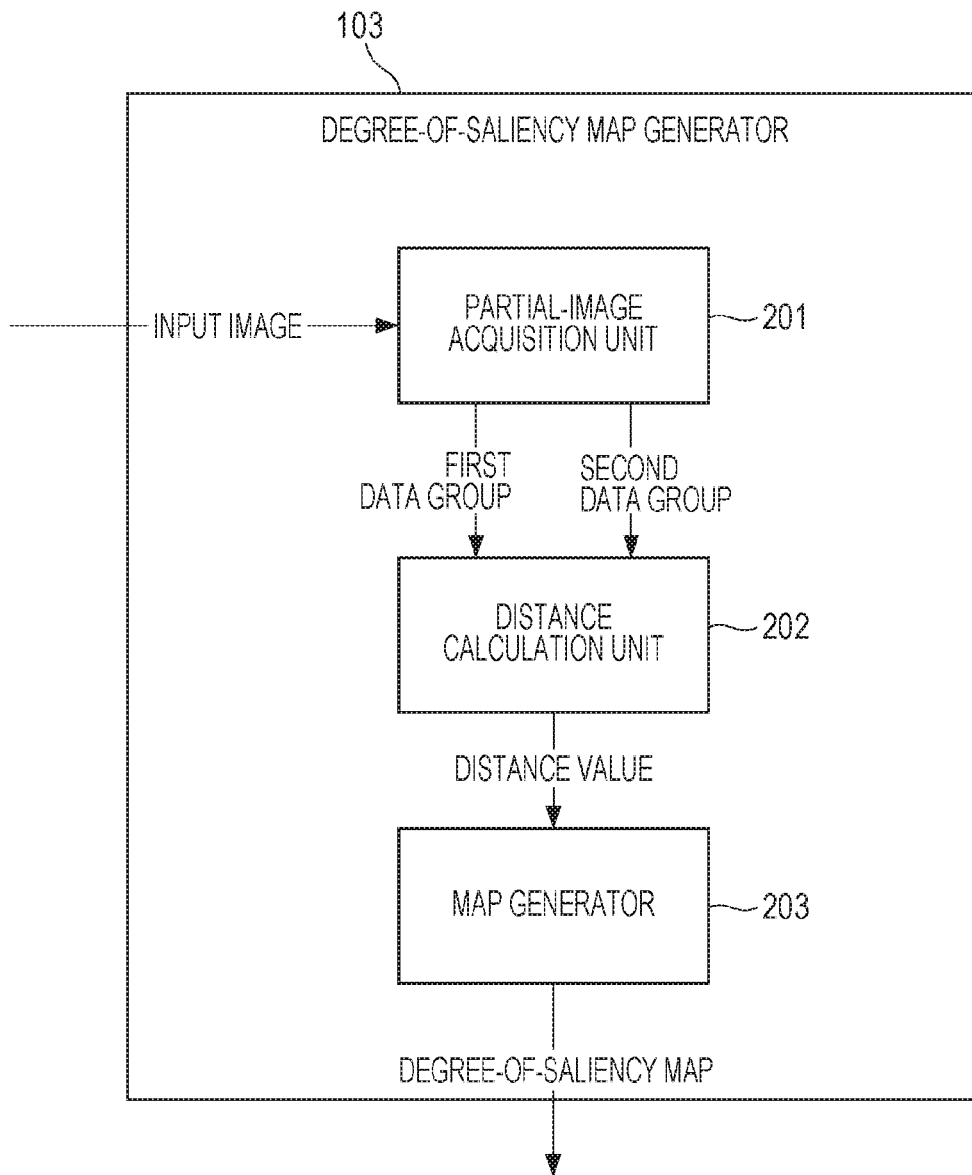 103
DEGREE-OF-SALIENCY MAP GENERATOR
INPUT IMAGE
PARTIAL-IMAGE
ACQUISITION UNIT
201
FIRST
DATA GROUP
SECOND
DATA GROUP
DISTANCE
CALCULATION UNIT
202
DISTANCE VALUE
MAP GENERATOR
203
DEGREE-OF-SALIENCY MAP